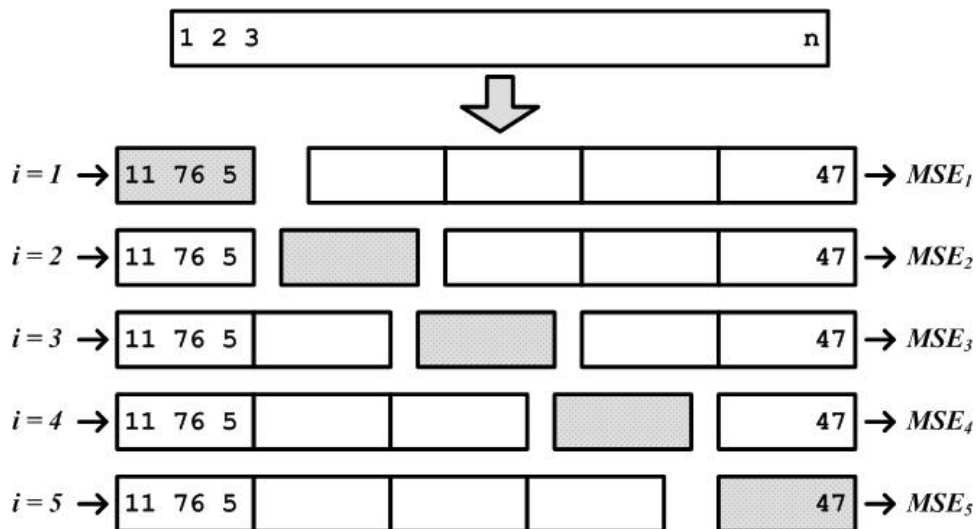 1 2 3 n
i = 1 → 11 76 5 47 → MSE₁
i = 2 → 11 76 5 47 → MSE₂
i = 3 → 11 76 5 47 → MSE₃
i = 4 → 11 76 5 47 → MSE₄
i = 5 → 11 76 5 47 → MSE₅